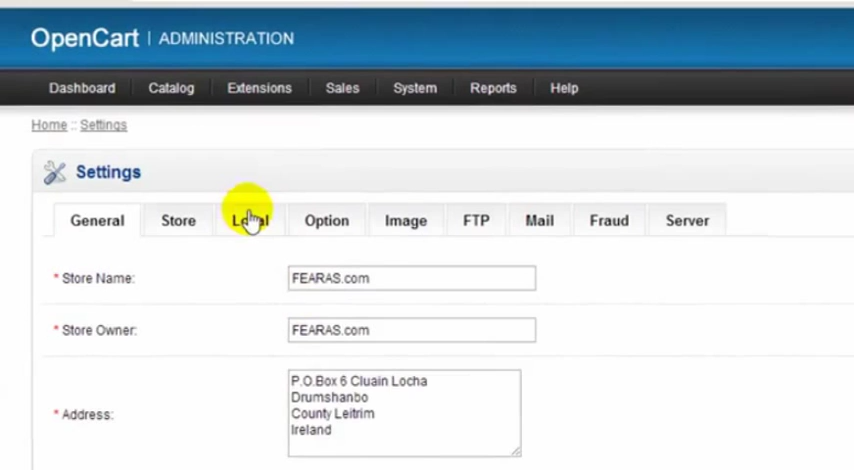 OpenCart | ADMINISTRATION
Dashboard Catalog Extensions Sales System Reports Help
Home :: Settings
Settings
General Store Local Option Image FTP Mail Fraud Server
* Store Name: FEARAS.com
* Store Owner: FEARAS.com
* Address:
P.O.Box 6 Cluain Locha
Drumshanbo
County Leitrim
Ireland